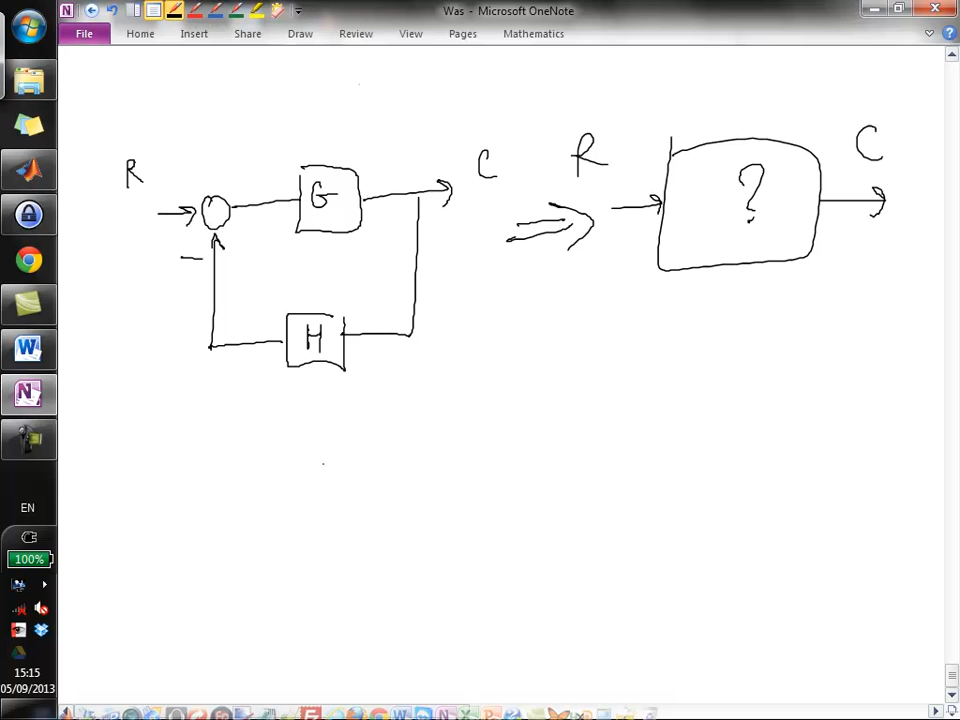 Was - Microsoft OneNote
File Home Insert Share Draw Review View Pages Mathematics
R G C
-
H
R ? C
EN
100%
15:15
05/09/2013